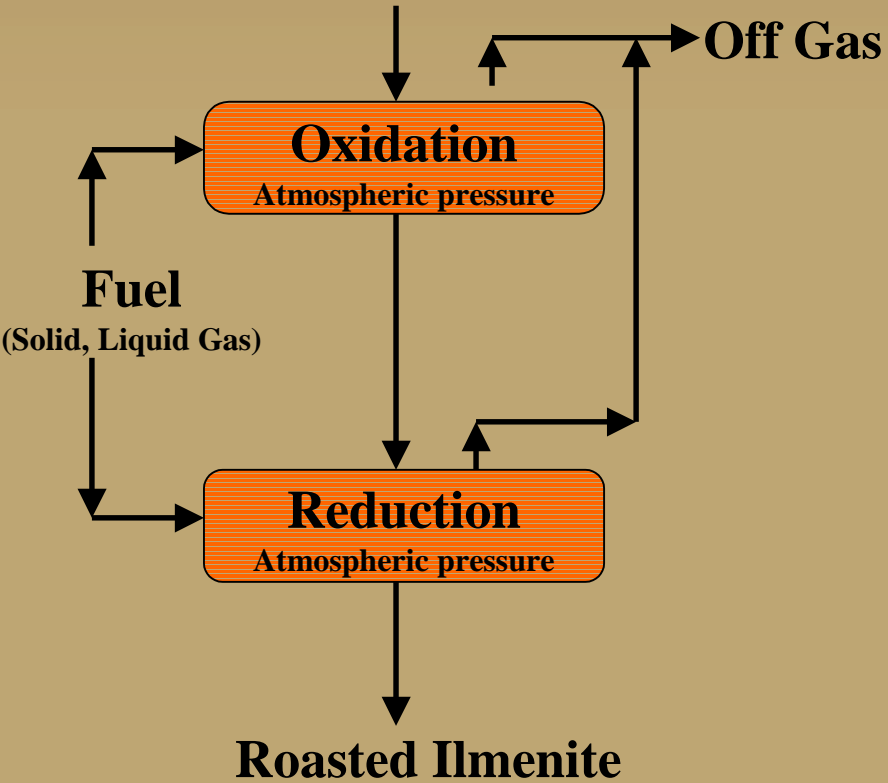 Off Gas
Oxidation
Atmospheric pressure
Fuel
(Solid, Liquid Gas)
Reduction
Atmospheric pressure
Roasted Ilmenite